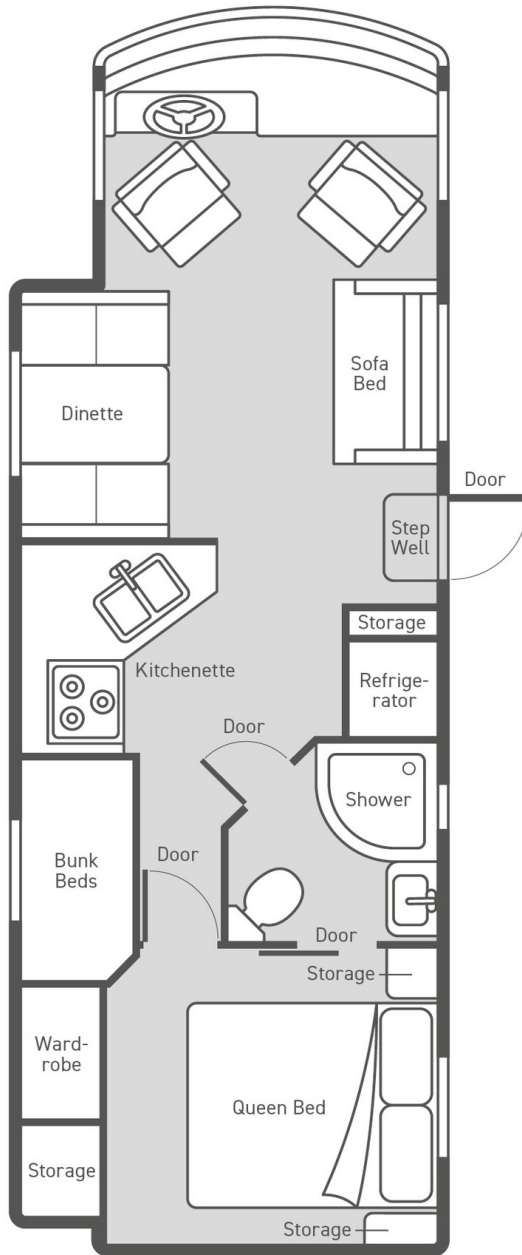 Sofa
Bed
Dinette
Door
Step
Well
Storage
Kitchenette
Refrige-
rator
Door
Shower
Bunk
Beds
Door
Door
Storage
Ward-
robe
Queen Bed
Storage
Storage